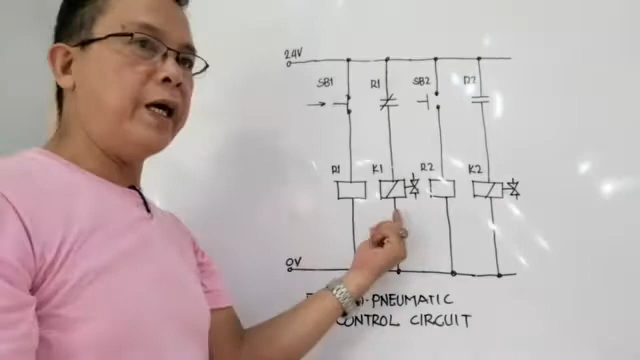 24V
SB1 R1 SB2 R2
R1 K1 R2 K2
0V
PNEUMATIC
CONTROL CIRCUIT